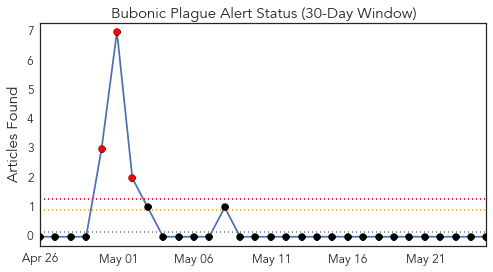 Bubonic Plague Alert Status (30-Day Window)
Articles Found
7
6
5
4
3
2
1
0
Apr 26 May 01 May 06 May 11 May 16 May 21